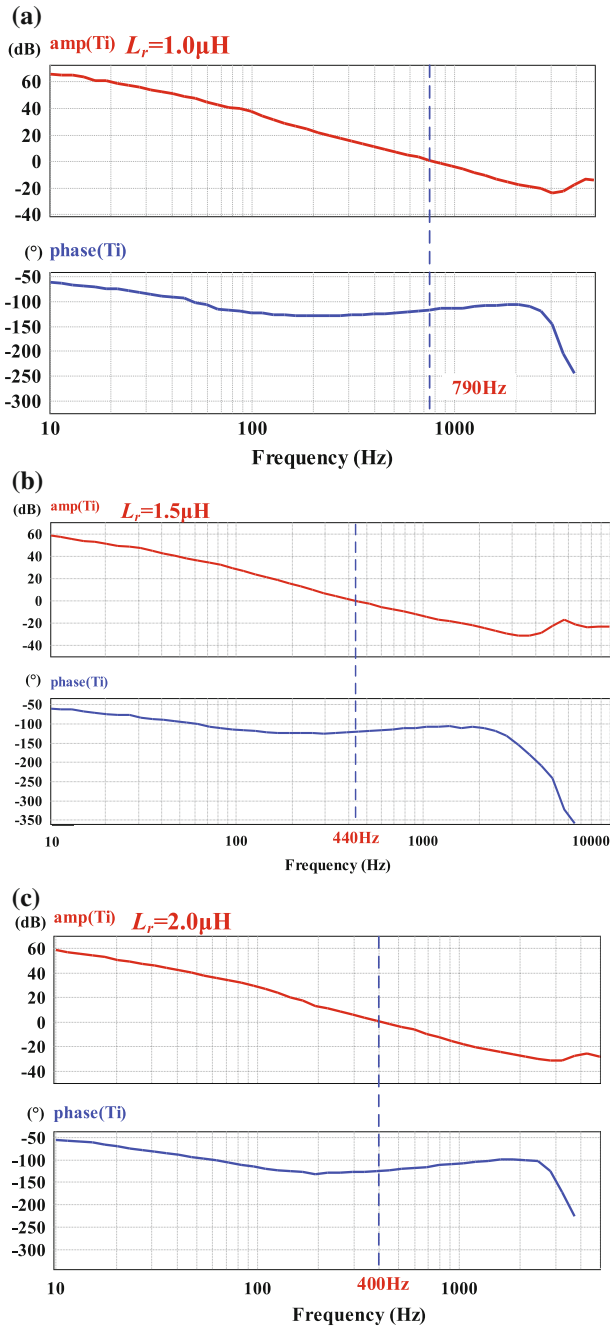 (a)
(dB) amp(Ti) Lr=1.0μH
60
40
20
0
-20
-40
(°) phase(Ti)
-50
-100
-150
-200
-250
-300
790Hz
10 100 1000
Frequency (Hz)
(b)
(dB) amp(Ti) Lr=1.5μH
60
40
20
0
-20
-40
(°) phase(Ti)
-50
-100
-150
-200
-250
-300
-350
10 100 440Hz 1000 10000
Frequency (Hz)
(c)
(dB) amp(Ti) Lr=2.0μH
60
40
20
0
-20
-40
(°) phase(Ti)
-50
-100
-150
-200
-250
-300
10 100 400Hz 1000
Frequency (Hz)